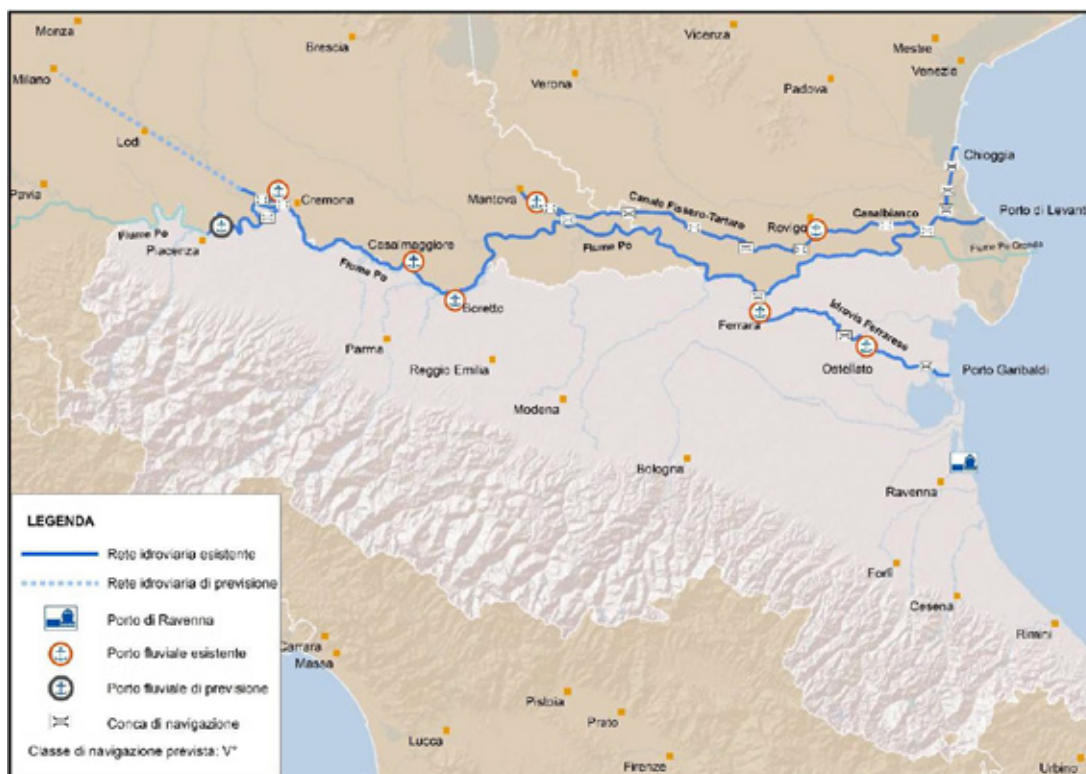 Monza
Brescia
Vicenza
Mestre
Venezia
Milano
Verona
Padova
Lodi
Chioggia
Pavia
Cremona
Mantova
Canale Fissero-Tartaro
Rovigo
Canalbianco
Porto di Levante
Fiume Po
Piacenza
Casalmaggiore
Fiume Po
Fiume Po
Fiume Po Grande
Boretto
Ferrara
Idrovia Ferrarese
Parma
Reggio Emilia
Ostellato
Porto Garibaldi
Modena
Bologna
Ravenna
Forlì
Cesena
Rimini
Carrara
Massa
Pistoia
Prato
Lucca
Firenze
Urbino
LEGENDA
Rete idroviaria esistente
Rete idroviaria di previsione
Porto di Ravenna
Porto fluviale esistente
Porto fluviale di previsione
Conca di navigazione
Classe di navigazione prevista: V°